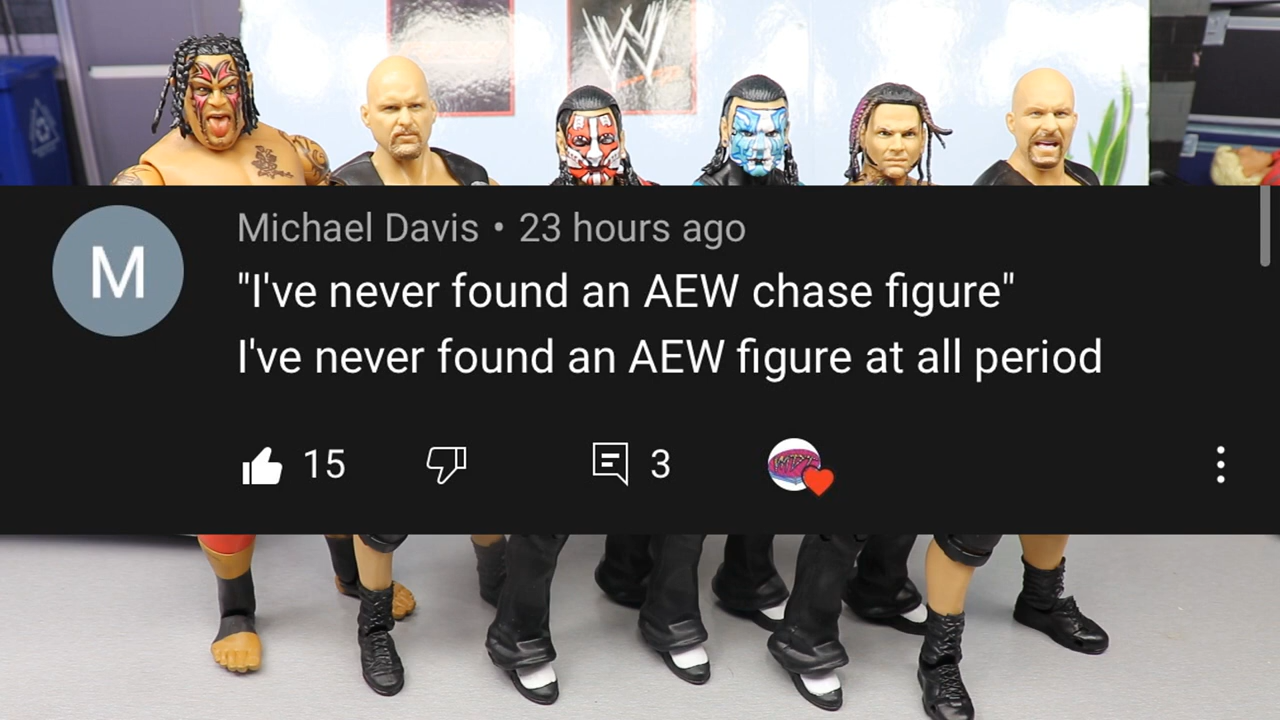 W
M
Michael Davis • 23 hours ago
"I've never found an AEW chase figure"
I've never found an AEW figure at all period
15
3